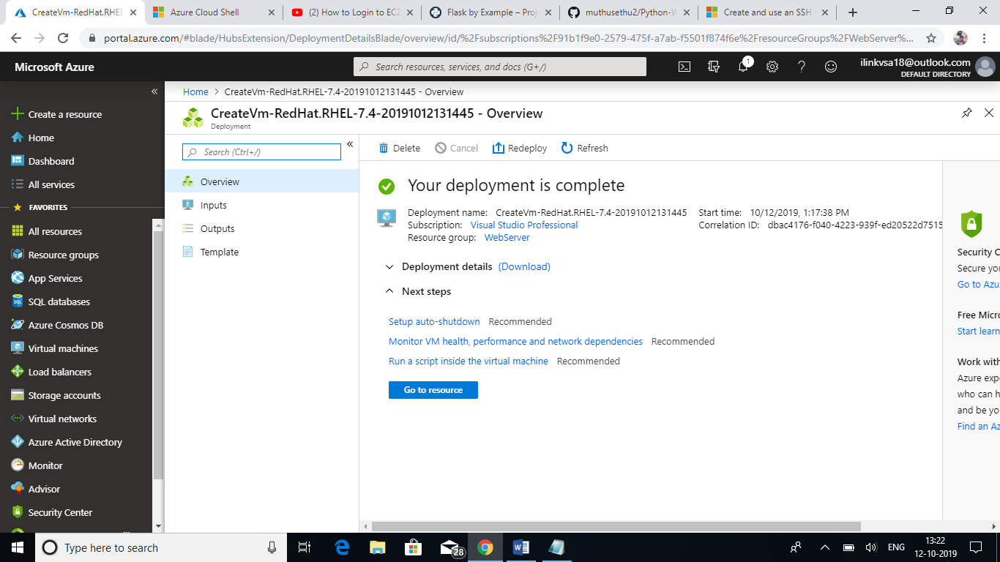 CreateVm-RedHat.RHEL
Azure Cloud Shell
(2) How to Login to EC2
Flask by Example – Proj
muthusethu2/Python-W
Create and use an SSH
portal.azure.com/#blade/HubsExtension/DeploymentDetailsBlade/overview/id/%2Fsubscriptions%2F91b1f9e0-2579-475f-a7ab-f5501f874f6e%2FresourceGroups%2FWebServer%...
Microsoft Azure
Search resources, services, and docs (G+/)
1
ilinkvsa18@outlook.com
DEFAULT DIRECTORY
Create a resource
Home
Dashboard
All services
FAVORITES
All resources
Resource groups
App Services
SQL databases
Azure Cosmos DB
Virtual machines
Load balancers
Storage accounts
Virtual networks
Azure Active Directory
Monitor
Advisor
Security Center
Home > CreateVm-RedHat.RHEL-7.4-20191012131445 - Overview
CreateVm-RedHat.RHEL-7.4-20191012131445 - Overview
Deployment
Search (Ctrl+/)
Overview
Inputs
Outputs
Template
Delete Cancel Redeploy Refresh
Your deployment is complete
Deployment name: CreateVm-RedHat.RHEL-7.4-20191012131445
Subscription: Visual Studio Professional
Resource group: WebServer
Start time: 10/12/2019, 1:17:38 PM
Correlation ID: dbac4176-f040-4223-939f-ed20522d7515
Deployment details (Download)
Next steps
Setup auto-shutdown Recommended
Monitor VM health, performance and network dependencies Recommended
Run a script inside the virtual machine Recommended
Go to resource
Security C
Secure you
Go to Azu
Free Micro
Start learn
Work with
Azure expe
who can h
and be you
Find an Az
Type here to search
28
ENG
13:22
12-10-2019